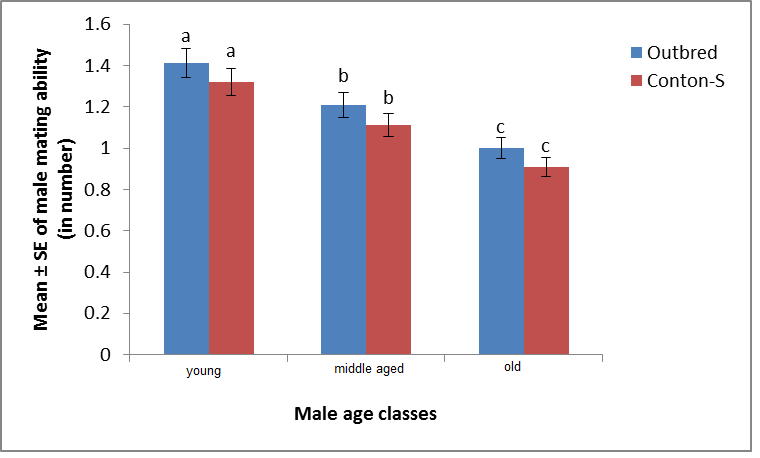 Mean ± SE of male mating ability
(in number)
1.6
1.4
1.2
1
0.8
0.6
0.4
0.2
0
a
a
b
b
c
c
Outbred
Conton-S
young
middle aged
old
Male age classes